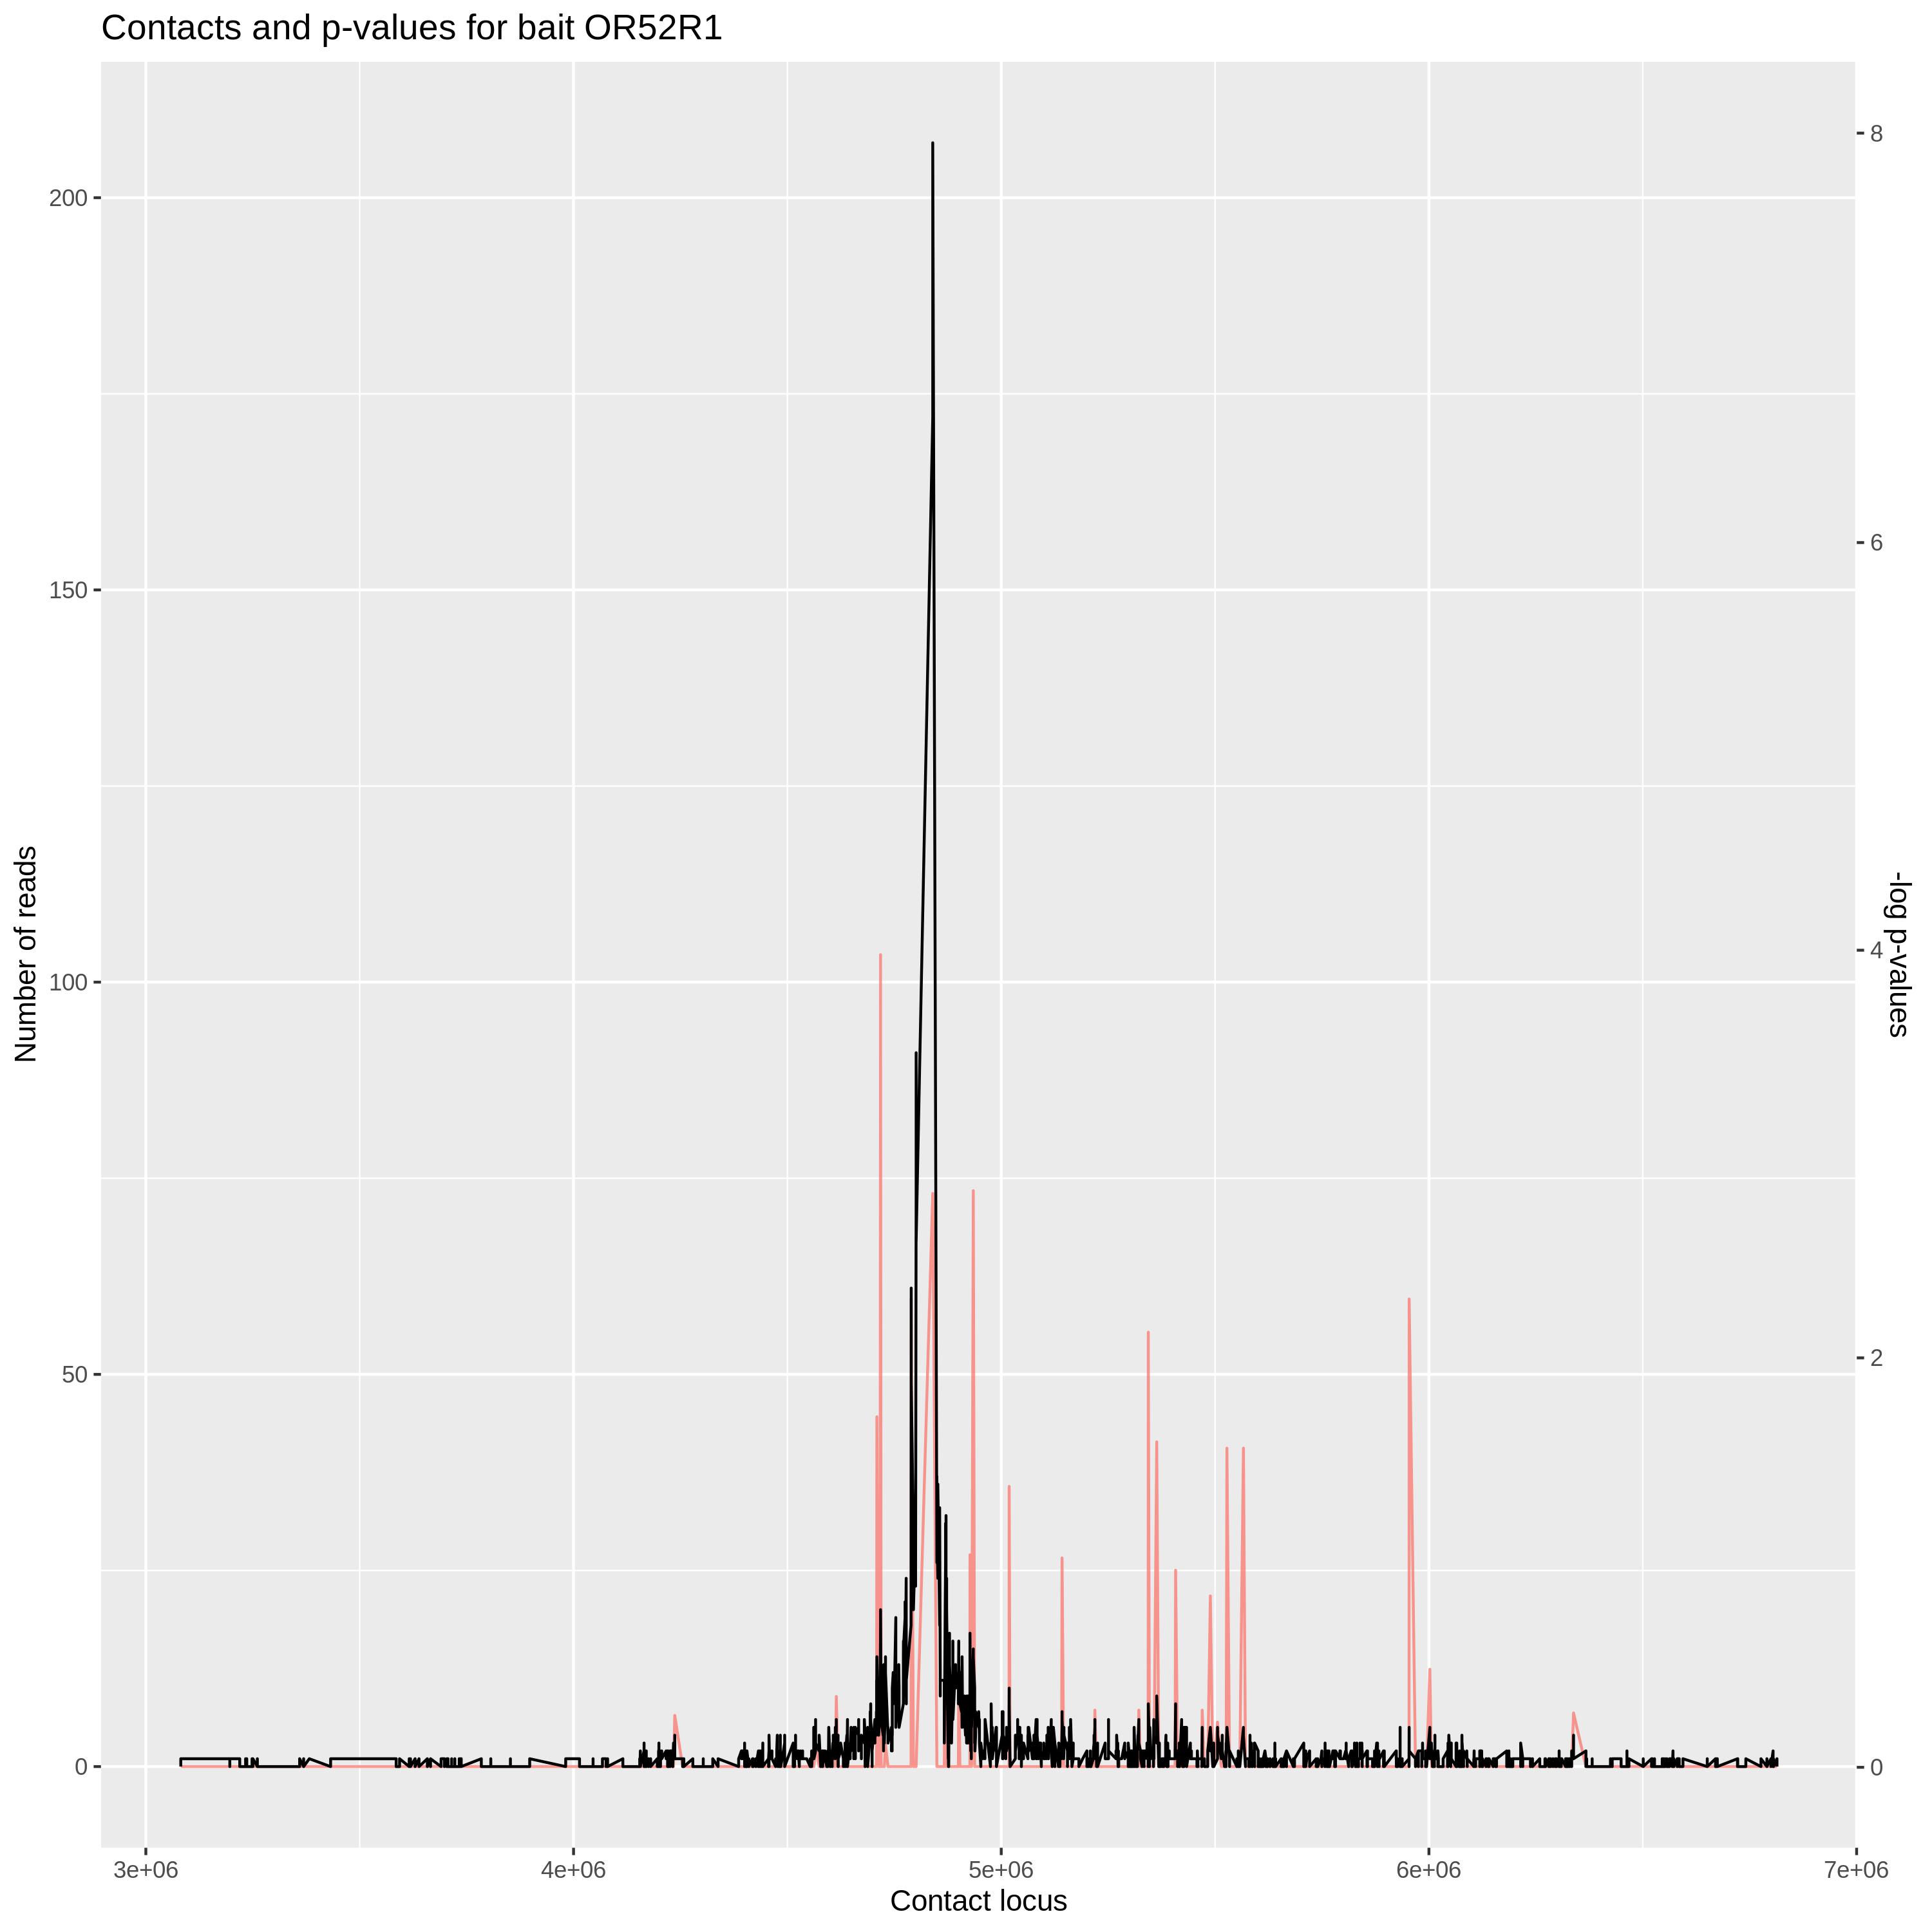 Contacts and p-values for bait OR52R1
200
150
100
50
0
Number of reads
8
6
4
2
0
-log p-values
3e+06
4e+06
5e+06
6e+06
7e+06
Contact locus